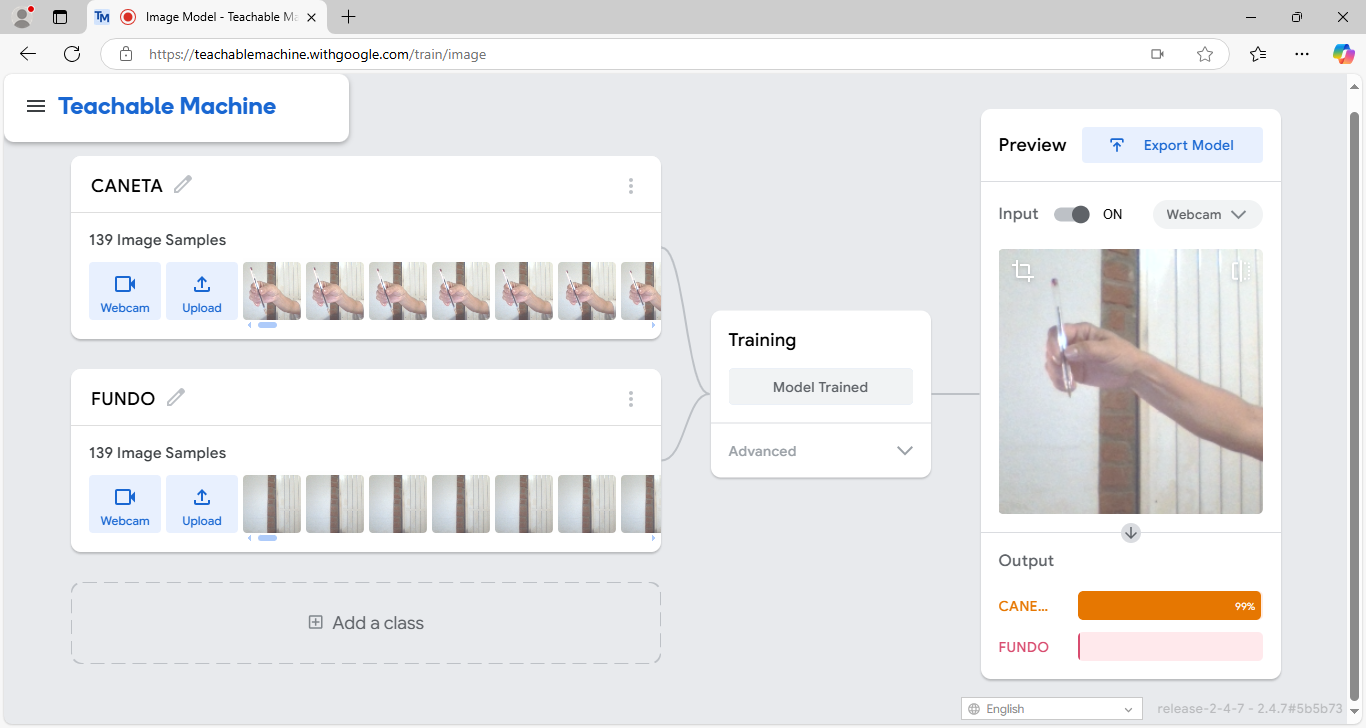 TM Image Model - Teachable Ma
https://teachablemachine.withgoogle.com/train/image
Teachable Machine
CANETA
139 Image Samples
Webcam
Upload
FUNDO
139 Image Samples
Webcam
Upload
Add a class
Training
Model Trained
Advanced
Preview
Export Model
Input ON Webcam
Output
CANE... 99%
FUNDO
English
release-2-4-7 - 2.4.7#5b5b73